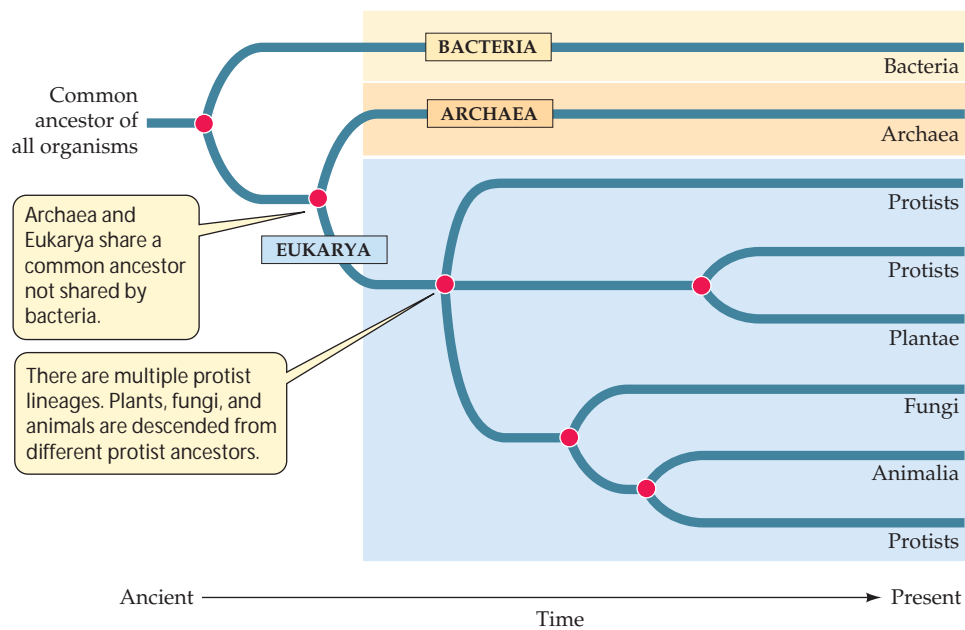 BACTERIA
Bacteria
Common
ancestor of
all organisms
ARCHAEA
Archaea
Protists
Archaea and
Eukarya share a
common ancestor
not shared by
bacteria.
EUKARYA
Protists
Plantae
There are multiple protist
lineages. Plants, fungi, and
animals are descended from
different protist ancestors.
Fungi
Animalia
Protists
Ancient
Present
Time